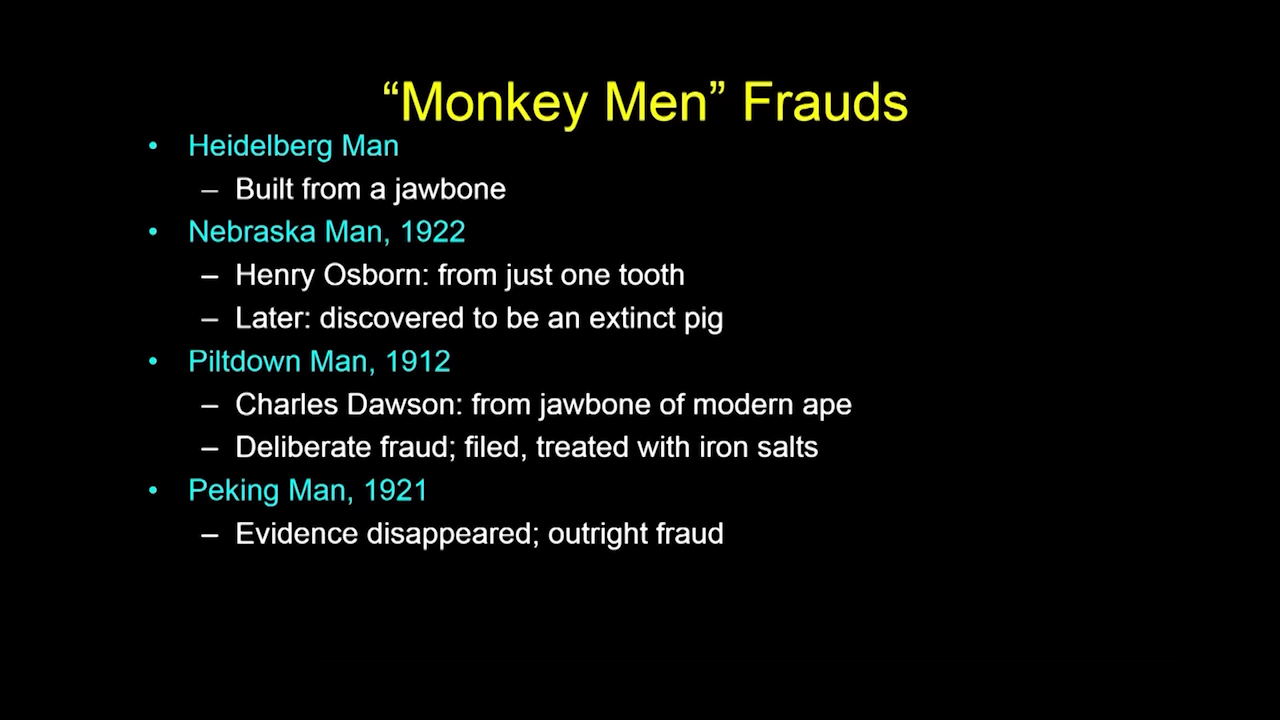 “Monkey Men” Frauds
• Heidelberg Man
– Built from a jawbone
• Nebraska Man, 1922
– Henry Osborn: from just one tooth
– Later: discovered to be an extinct pig
• Piltdown Man, 1912
– Charles Dawson: from jawbone of modern ape
– Deliberate fraud; filed, treated with iron salts
• Peking Man, 1921
– Evidence disappeared; outright fraud